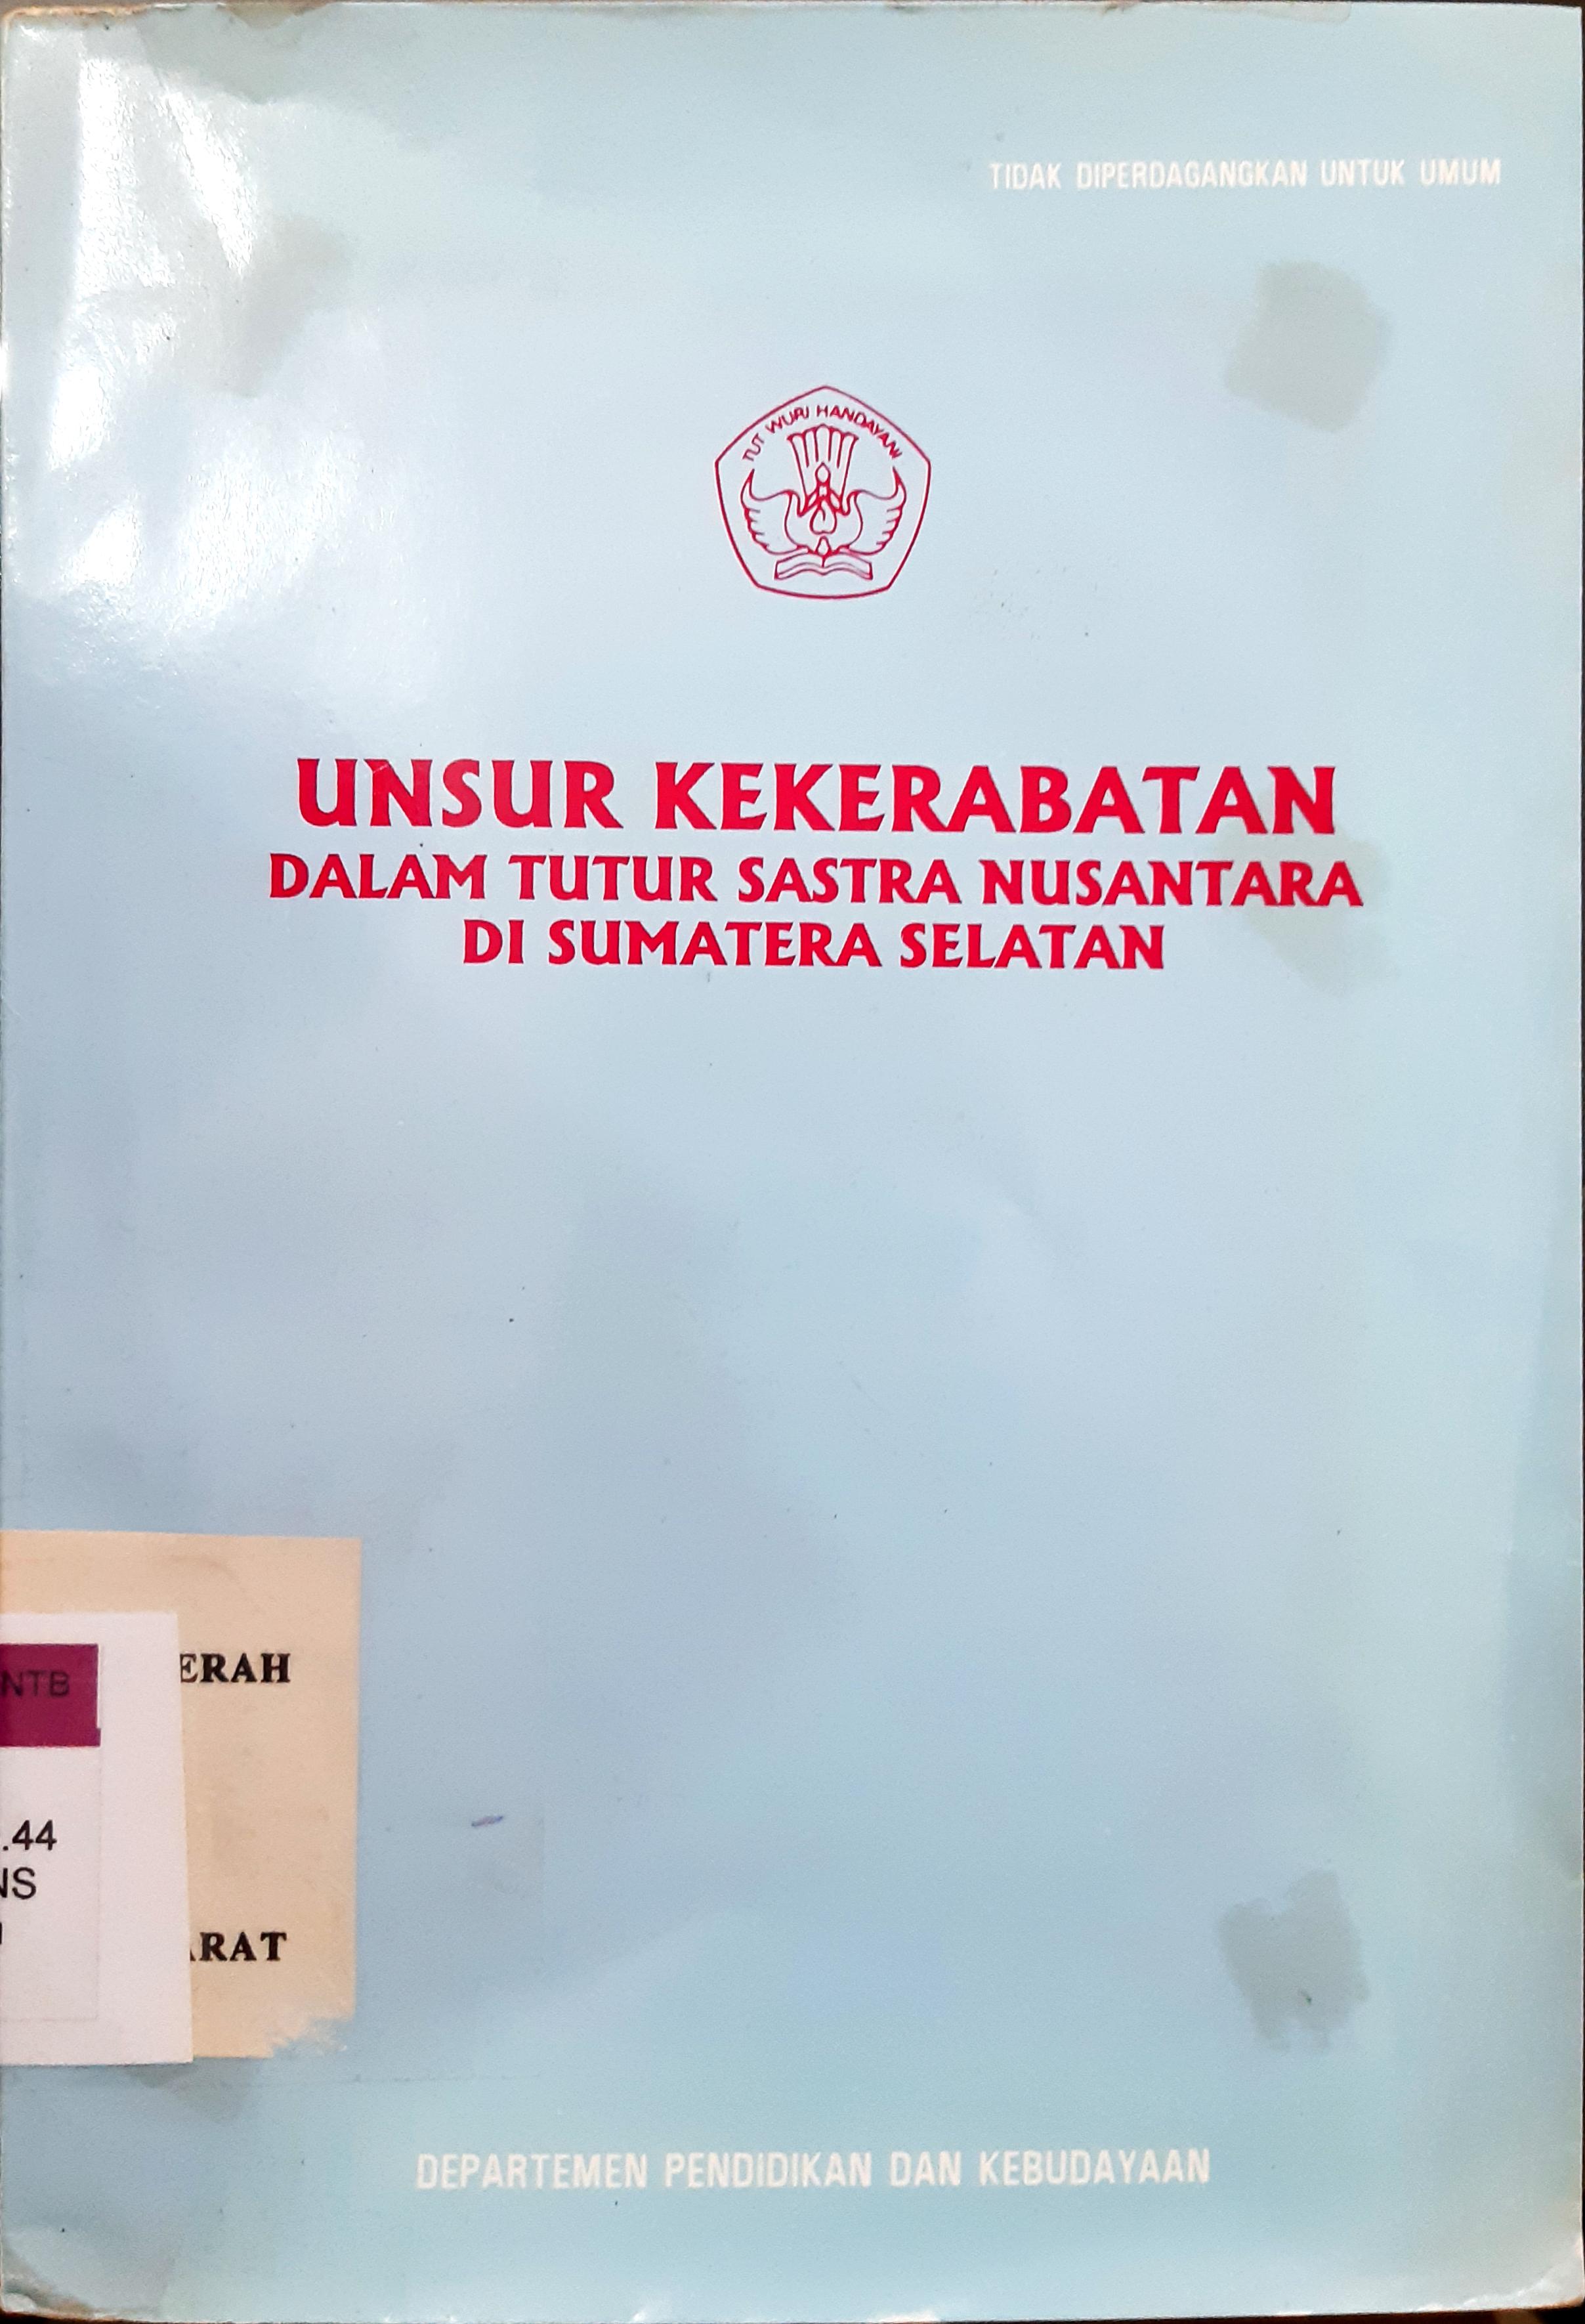 TIDAK DIPERDAGANGKAN UNTUK UMUM
TUT WURI HANDAYANI
UNSUR KEKERABATAN
DALAM TUTUR SASTRA NUSANTARA
DI SUMATERA SELATAN
ERAH
NTB
.44
NS
ARAT
DEPARTEMEN PENDIDIKAN DAN KEBUDAYAAN